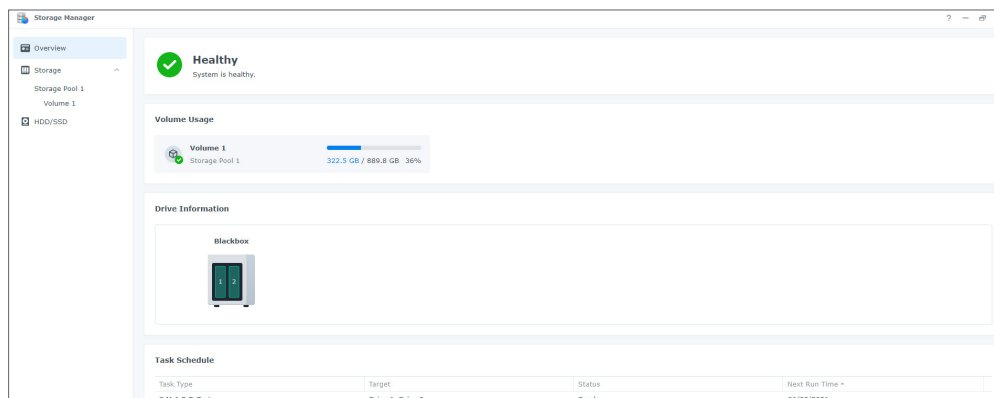 Storage Manager
?
Overview
Storage
Storage Pool 1
Volume 1
HDD/SSD
Healthy
System is healthy.
Volume Usage
Volume 1
Storage Pool 1
322.5 GB / 889.8 GB 36%
Drive Information
Blackbox
1 2
Task Schedule
Task Type Target Status Next Run Time